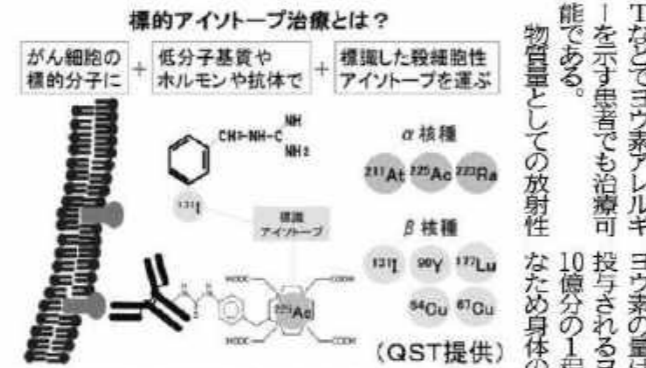 標的アイソトープ治療とは？
がん細胞の
標的分子に
+
低分子基質や
ホルモンや抗体で
+
標識した殺細胞性
アイソトープを運ぶ
CH2-NH-C
NH
NH2
131I
標識
アイソトープ
α核種
211At 225Ac 223Ra
β核種
131I 90Y 177Lu
64Cu 67Cu
HOOC
COOH
225Ac
HOOC
COOH
(QST提供)
Tなどでヨウ素アレルギ
ーを示す患者でも治療可
能である。
物質量としての放射性
ヨウ素の量は
投与されるヨ
10億分の1程
なため身体の